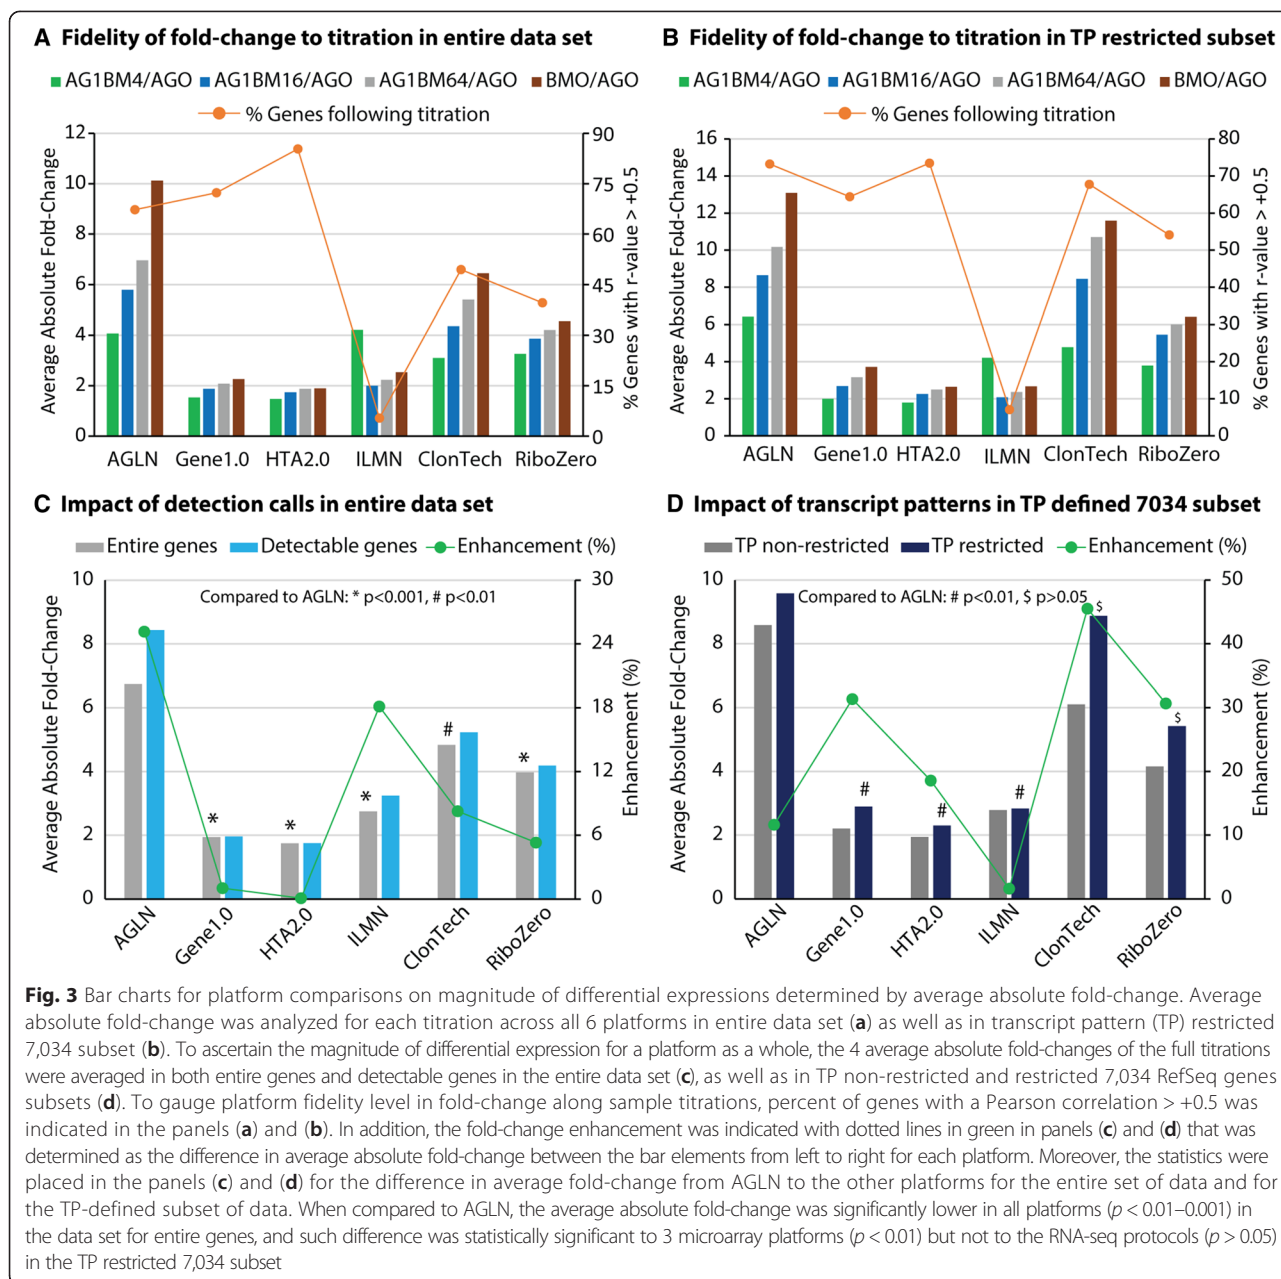 A Fidelity of fold-change to titration in entire data set
AG1BM4/AGO AG1BM16/AGO AG1BM64/AGO BMO/AGO
% Genes following titration
Average Absolute Fold-Change
12
10
8
6
4
2
0
90
75
60
45
30
15
0
% Genes with r-value > +0.5
AGLN Gene1.0 HTA2.0 ILMN ClonTech RiboZero
B Fidelity of fold-change to titration in TP restricted subset
AG1BM4/AGO AG1BM16/AGO AG1BM64/AGO BMO/AGO
% Genes following titration
Average Absolute Fold-Change
16
14
12
10
8
6
4
2
0
80
70
60
50
40
30
20
10
0
% Genes with r-value > +0.5
AGLN Gene1.0 HTA2.0 ILMN ClonTech RiboZero
C Impact of detection calls in entire data set
Entire genes Detectable genes Enhancement (%)
Compared to AGLN: * p<0.001, # p<0.01
Average Absolute Fold-Change
10
8
6
4
2
0
30
24
18
12
6
0
Enhancement (%)
* * * # *
AGLN Gene1.0 HTA2.0 ILMN ClonTech RiboZero
D Impact of transcript patterns in TP defined 7034 subset
TP non-restricted TP restricted Enhancement (%)
Compared to AGLN: # p<0.01, $ p>0.05
Average Absolute Fold-Change
10
8
6
4
2
0
50
40
30
20
10
0
Enhancement (%)
# # # $ $
AGLN Gene1.0 HTA2.0 ILMN ClonTech RiboZero
Fig. 3 Bar charts for platform comparisons on magnitude of differential expressions determined by average absolute fold-change. Average
absolute fold-change was analyzed for each titration across all 6 platforms in entire data set (a) as well as in transcript pattern (TP) restricted
7,034 subset (b). To ascertain the magnitude of differential expression for a platform as a whole, the 4 average absolute fold-changes of the full titrations
were averaged in both entire genes and detectable genes in the entire data set (c), as well as in TP non-restricted and restricted 7,034 RefSeq genes
subsets (d). To gauge platform fidelity level in fold-change along sample titrations, percent of genes with a Pearson correlation > +0.5 was
indicated in the panels (a) and (b). In addition, the fold-change enhancement was indicated with dotted lines in green in panels (c) and (d) that was
determined as the difference in average absolute fold-change between the bar elements from left to right for each platform. Moreover, the statistics were
placed in the panels (c) and (d) for the difference in average fold-change from AGLN to the other platforms for the entire set of data and for
the TP-defined subset of data. When compared to AGLN, the average absolute fold-change was significantly lower in all platforms (p < 0.01–0.001) in
the data set for entire genes, and such difference was statistically significant to 3 microarray platforms (p < 0.01) but not to the RNA-seq protocols (p > 0.05)
in the TP restricted 7,034 subset